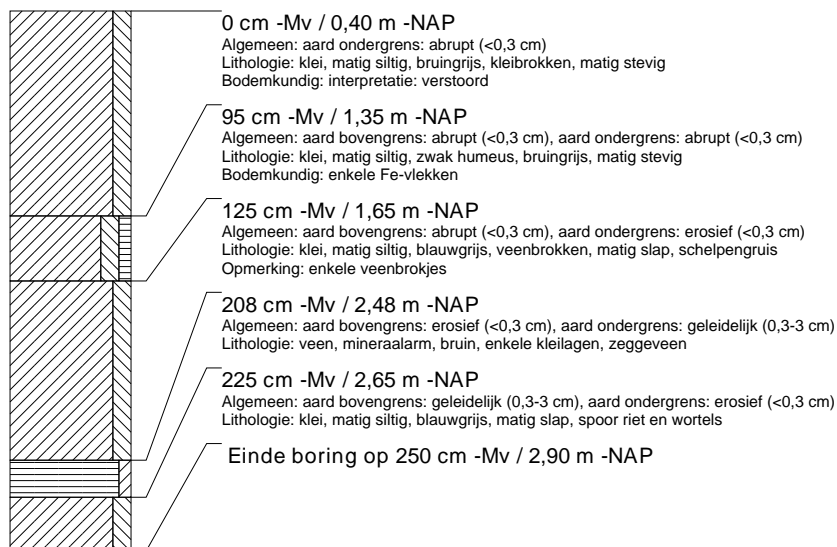 0 cm -Mv / 0,40 m -NAP
Algemeen: aard ondergrens: abrupt (<0,3 cm)
Lithologie: klei, matig siltig, bruingrijs, kleibrokken, matig stevig
Bodemkundig: interpretatie: verstoord
95 cm -Mv / 1,35 m -NAP
Algemeen: aard bovengrens: abrupt (<0,3 cm), aard ondergrens: abrupt (<0,3 cm)
Lithologie: klei, matig siltig, zwak humeus, bruingrijs, matig stevig
Bodemkundig: enkele Fe-vlekken
125 cm -Mv / 1,65 m -NAP
Algemeen: aard bovengrens: abrupt (<0,3 cm), aard ondergrens: erosief (<0,3 cm)
Lithologie: klei, matig siltig, blauwgrijs, veenbrokken, matig slap, schelpengruis
Opmerking: enkele veenbrokjes
208 cm -Mv / 2,48 m -NAP
Algemeen: aard bovengrens: erosief (<0,3 cm), aard ondergrens: geleidelijk (0,3-3 cm)
Lithologie: veen, mineraalarm, bruin, enkele kleilagen, zeggeveen
225 cm -Mv / 2,65 m -NAP
Algemeen: aard bovengrens: geleidelijk (0,3-3 cm), aard ondergrens: erosief (<0,3 cm)
Lithologie: klei, matig siltig, blauwgrijs, matig slap, spoor riet en wortels
Einde boring op 250 cm -Mv / 2,90 m -NAP